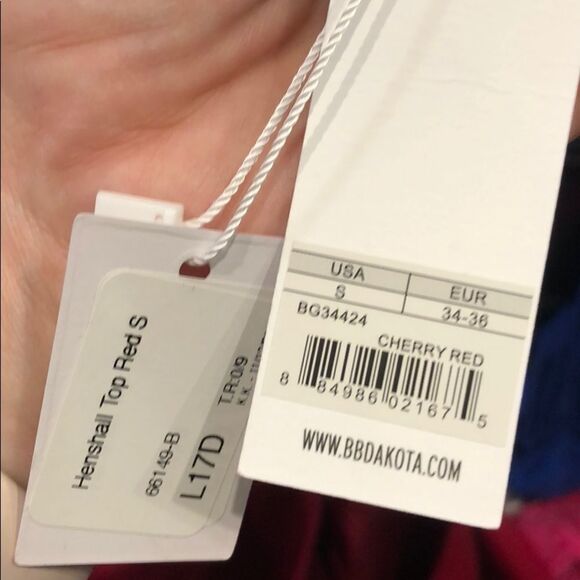 Henshall Top Red S
66149-B
L17D
T.R:0/9
USA EUR
S 34-36
BG34424
CHERRY RED
8 84986 02167 5
WWW.BBDAKOTA.COM